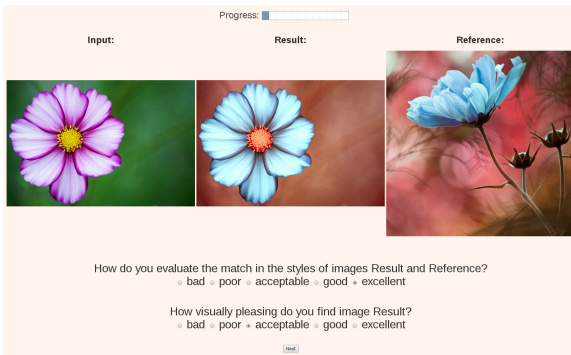 Progress:
Input: Result: Reference:
How do you evaluate the match in the styles of images Result and Reference?
bad poor acceptable good excellent
How visually pleasing do you find image Result?
bad poor acceptable good excellent
Next